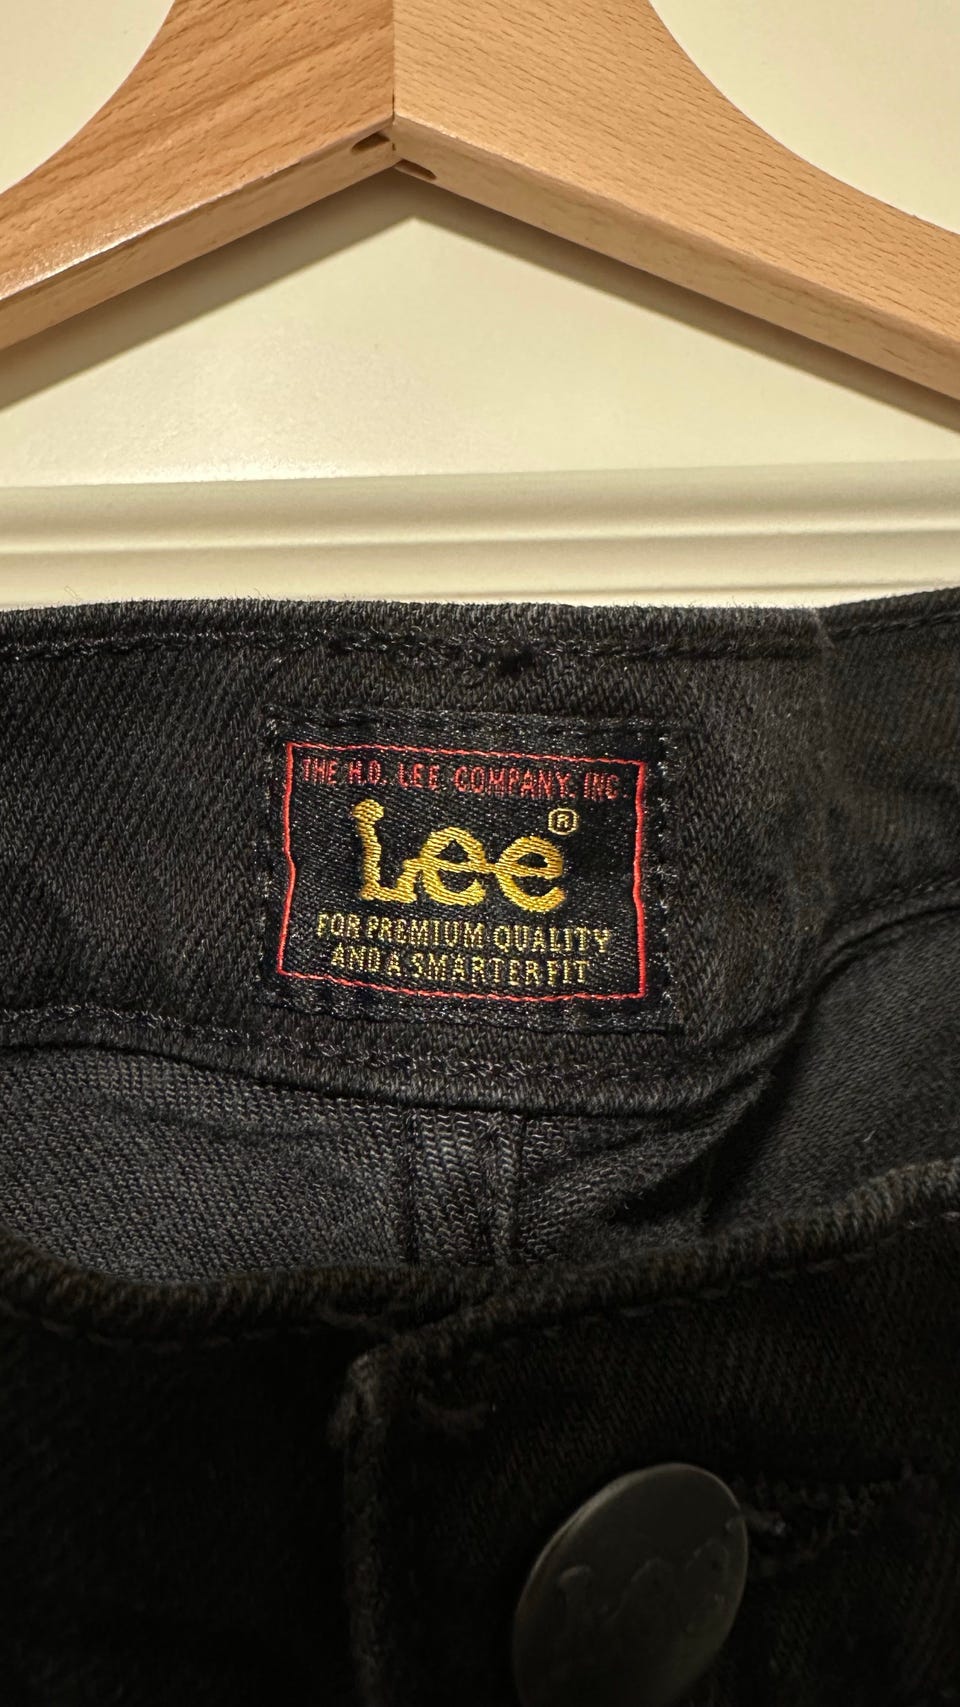 THE H.D. LEE COMPANY, INC.
Lee®
FOR PREMIUM QUALITY
AND A SMARTER FIT